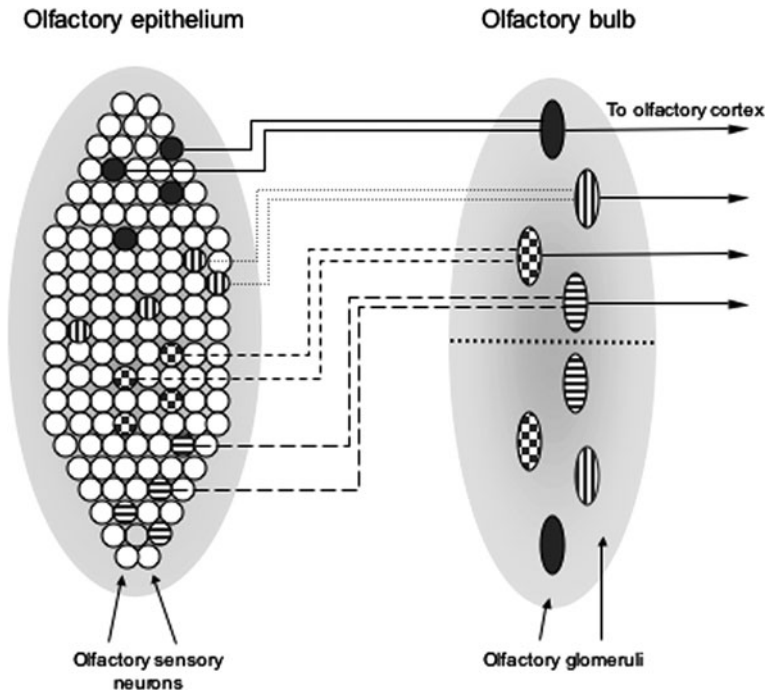 Olfactory epithelium
Olfactory bulb
To olfactory cortex
Olfactory sensory
neurons
Olfactory glomeruli